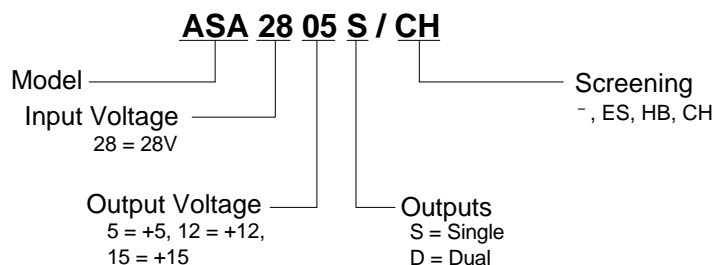 ASA 28 05 S / CH
Model
Screening
⁻ , ES, HB, CH
Input Voltage
28 = 28V
Output Voltage
5 = +5, 12 = +12,
15 = +15
Outputs
S = Single
D = Dual